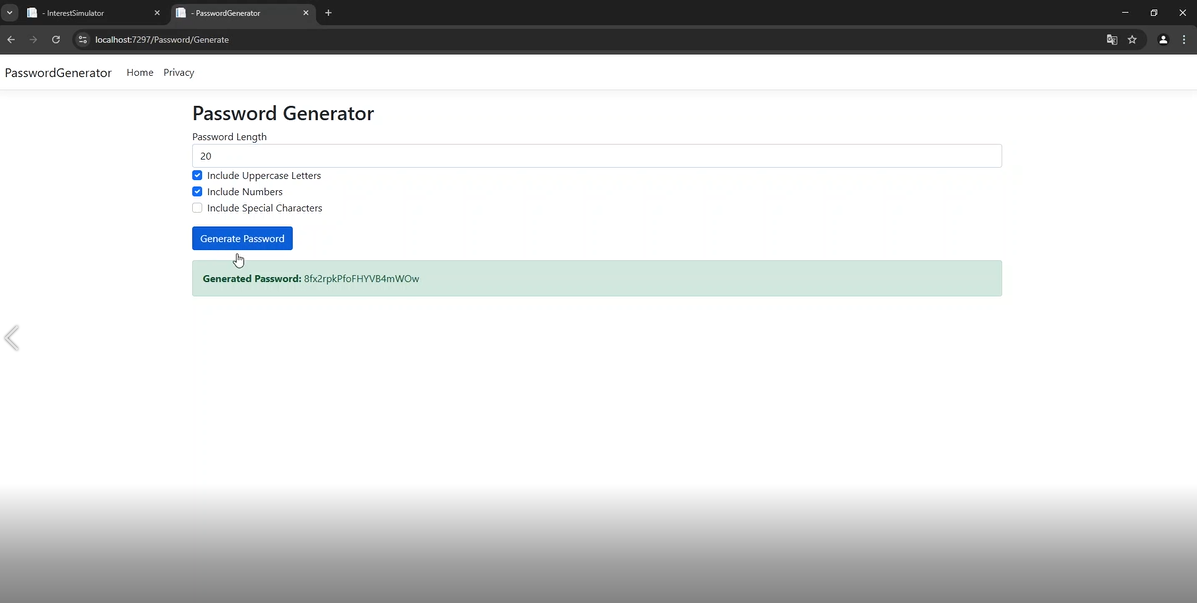 - InterestSimulator
- PasswordGenerator
localhost:7297/Password/Generate
PasswordGenerator Home Privacy
Password Generator
Password Length
20
Include Uppercase Letters
Include Numbers
Include Special Characters
Generate Password
Generated Password: 8fx2rpkPfoFHYVB4mWOw